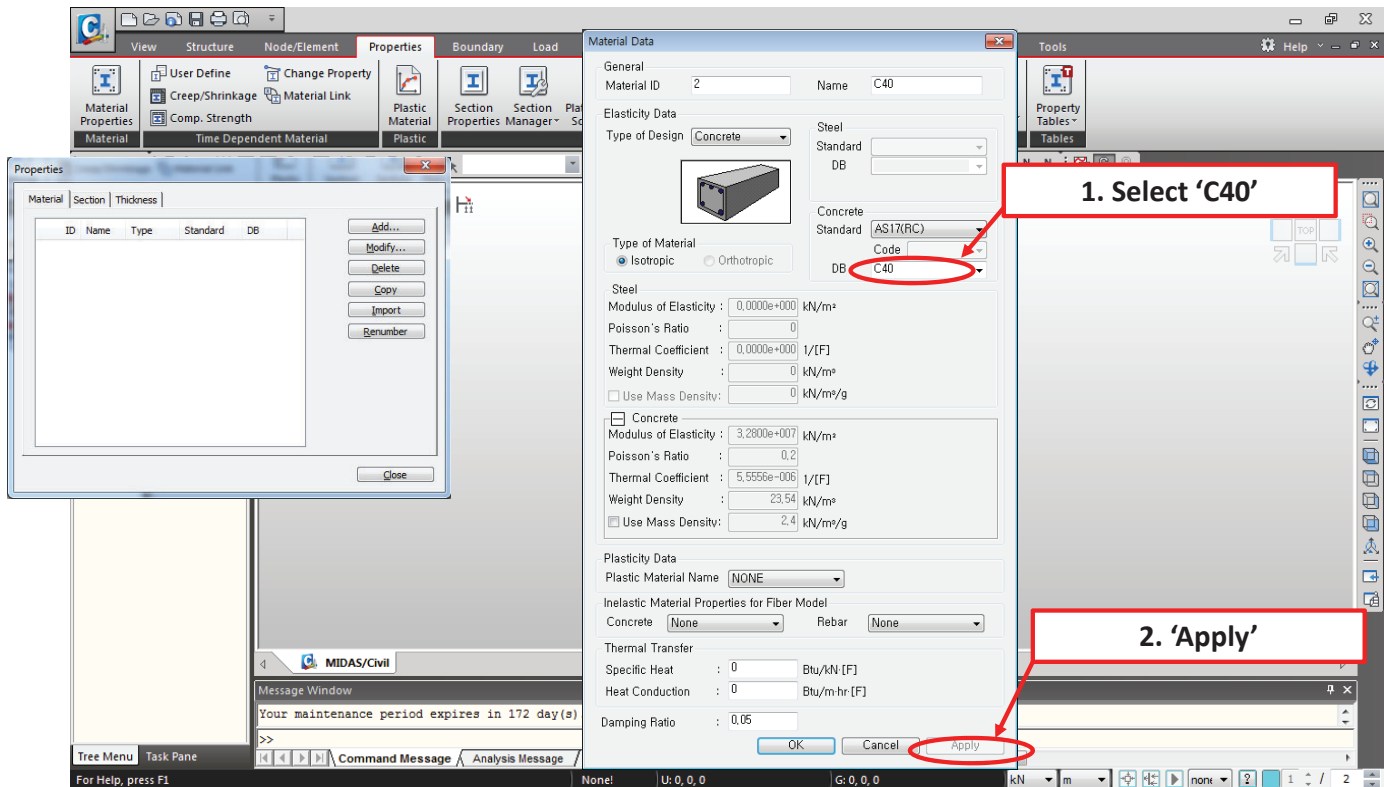 View Structure Node/Element Properties Boundary Load Tools Help
User Define Change Property
Creep/Shrinkage Material Link
Comp. Strength
Material Properties
Plastic Material
Section Properties
Section Manager
Property Tables
Material Time Dependent Material Plastic Tables
Properties
Material Section Thickness
ID Name Type Standard DB
Add...
Modify...
Delete
Copy
Import
Renumber
Close
Material Data
General
Material ID 2 Name C40
Elasticity Data
Type of Design Concrete
Steel
Standard
DB
Concrete
Standard AS17(RC)
Code
DB C40
Type of Material
Isotropic Orthotropic
Steel
Modulus of Elasticity : 0,0000e+000 kN/m²
Poisson's Ratio : 0
Thermal Coefficient : 0,0000e+000 1/[F]
Weight Density : 0 kN/m³
Use Mass Density: 0 kN/m³/g
Concrete
Modulus of Elasticity : 3,2800e+007 kN/m²
Poisson's Ratio : 0,2
Thermal Coefficient : 5,5556e-006 1/[F]
Weight Density : 23,54 kN/m³
Use Mass Density: 2,4 kN/m³/g
Plasticity Data
Plastic Material Name NONE
Inelastic Material Properties for Fiber Model
Concrete None Rebar None
Thermal Transfer
Specific Heat : 0 Btu/kN·[F]
Heat Conduction : 0 Btu/m·hr·[F]
Damping Ratio : 0,05
OK Cancel Apply
1. Select ‘C40’
2. ‘Apply’
TOP
MIDAS/Civil
Message Window
Your maintenance period expires in 172 day(s)
>>
Tree Menu Task Pane
Command Message Analysis Message
For Help, press F1
None! U: 0, 0, 0 G: 0, 0, 0 kN m none 1 / 2